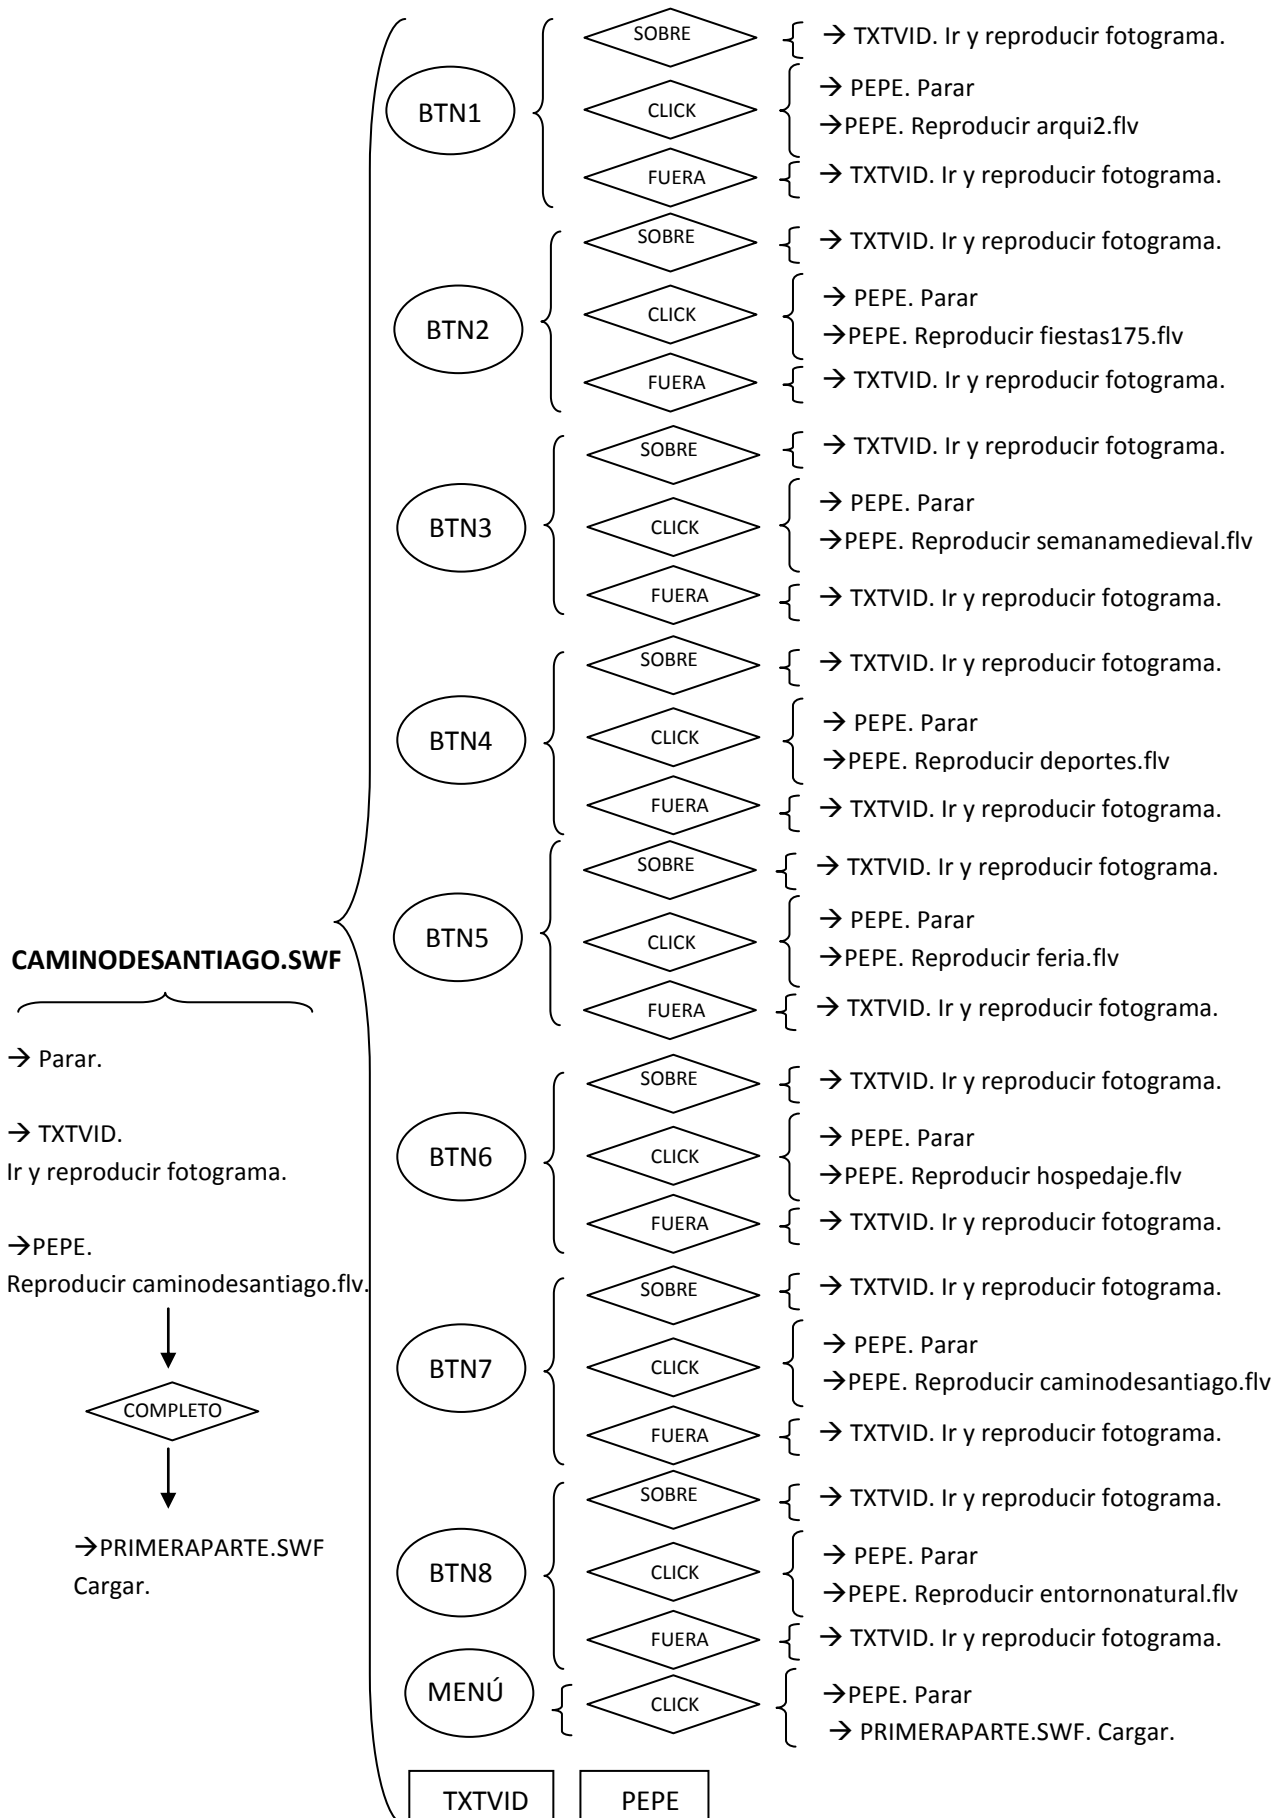 CAMINODESANTIAGO.SWF
→ Parar.
→ TXTVID.
Ir y reproducir fotograma.
→PEPE.
Reproducir caminodesantiago.flv.
COMPLETO
→PRIMERAPARTE.SWF
Cargar.
BTN1
SOBRE
→ TXTVID. Ir y reproducir fotograma.
CLICK
→ PEPE. Parar
→PEPE. Reproducir arqui2.flv
FUERA
→ TXTVID. Ir y reproducir fotograma.
BTN2
SOBRE
→ TXTVID. Ir y reproducir fotograma.
CLICK
→ PEPE. Parar
→PEPE. Reproducir fiestas175.flv
FUERA
→ TXTVID. Ir y reproducir fotograma.
BTN3
SOBRE
→ TXTVID. Ir y reproducir fotograma.
CLICK
→ PEPE. Parar
→PEPE. Reproducir semanamedieval.flv
FUERA
→ TXTVID. Ir y reproducir fotograma.
BTN4
SOBRE
→ TXTVID. Ir y reproducir fotograma.
CLICK
→ PEPE. Parar
→PEPE. Reproducir deportes.flv
FUERA
→ TXTVID. Ir y reproducir fotograma.
BTN5
SOBRE
→ TXTVID. Ir y reproducir fotograma.
CLICK
→ PEPE. Parar
→PEPE. Reproducir feria.flv
FUERA
→ TXTVID. Ir y reproducir fotograma.
BTN6
SOBRE
→ TXTVID. Ir y reproducir fotograma.
CLICK
→ PEPE. Parar
→PEPE. Reproducir hospedaje.flv
FUERA
→ TXTVID. Ir y reproducir fotograma.
BTN7
SOBRE
→ TXTVID. Ir y reproducir fotograma.
CLICK
→ PEPE. Parar
→PEPE. Reproducir caminodesantiago.flv
FUERA
→ TXTVID. Ir y reproducir fotograma.
BTN8
SOBRE
→ TXTVID. Ir y reproducir fotograma.
CLICK
→ PEPE. Parar
→PEPE. Reproducir entornonatural.flv
FUERA
→ TXTVID. Ir y reproducir fotograma.
MENÚ
CLICK
→PEPE. Parar
→ PRIMERAPARTE.SWF. Cargar.
TXTVID
PEPE